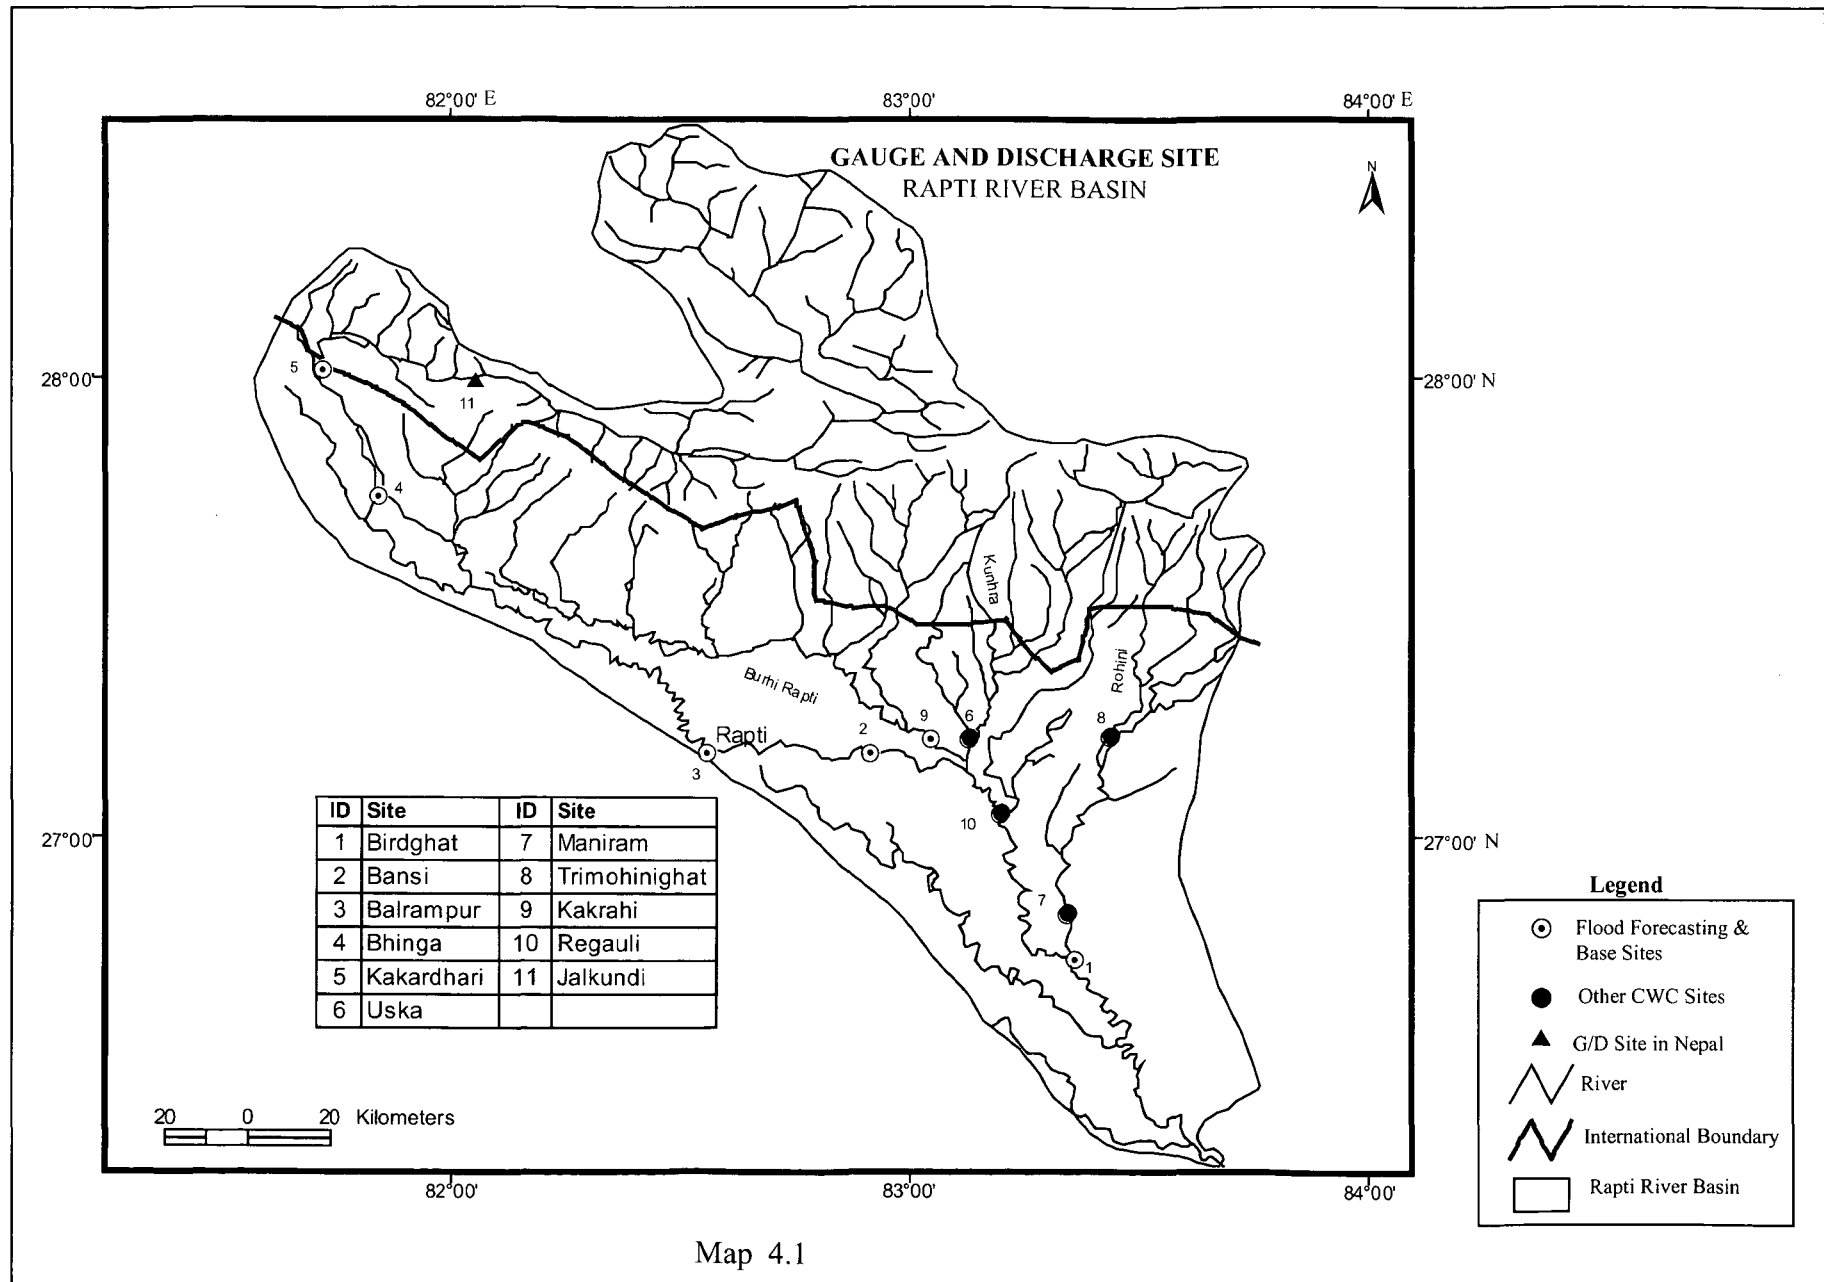 82°00' E 83°00' 84°00' E
GAUGE AND DISCHARGE SITE
RAPTI RIVER BASIN
N
28°00' 28°00' N
5
11
4
Kunhra
Rohini
Burhi Rapti
Rapti
2
9
6
8
3
10
7
1
27°00' 27°00' N
ID Site ID Site
1 Birdghat 7 Maniram
2 Bansi 8 Trimohinighat
3 Balrampur 9 Kakrahi
4 Bhinga 10 Regauli
5 Kakardhari 11 Jalkundi
6 Uska
20 0 20 Kilometers
82°00' 83°00' 84°00'
Legend
Flood Forecasting &
Base Sites
Other CWC Sites
G/D Site in Nepal
River
International Boundary
Rapti River Basin
Map 4.1